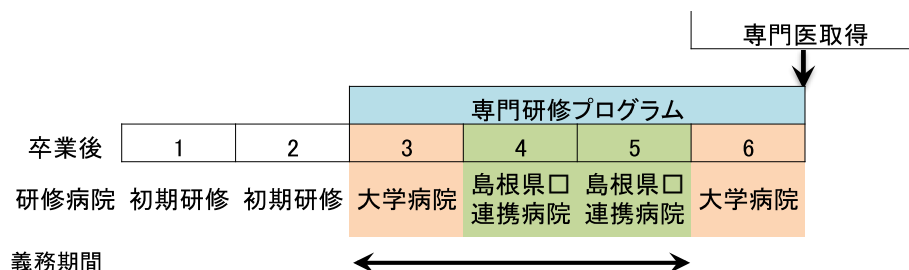 専門医取得
専門研修プログラム
卒業後 1 2 3 4 5 6
研修病院 初期研修 初期研修 大学病院 島根県口 島根県口 大学病院
連携病院 連携病院
義務期間